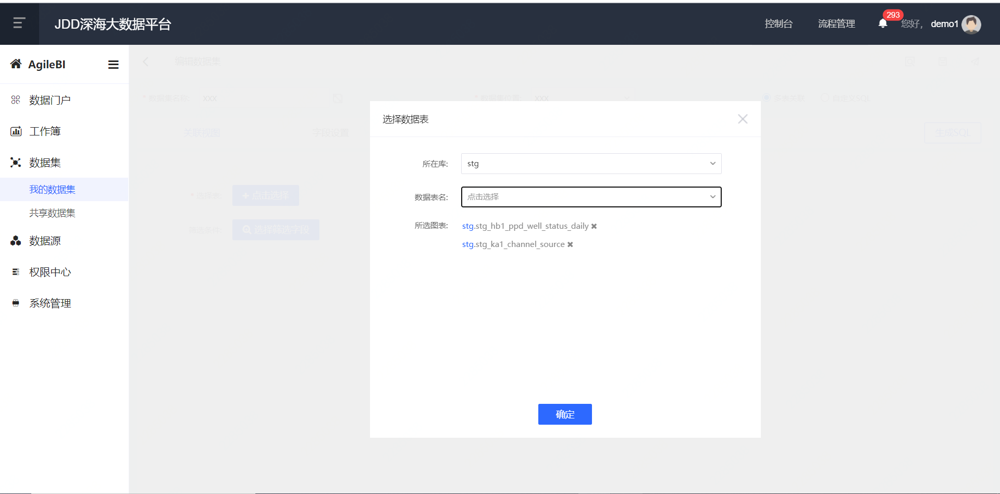 JDD深海大数据平台
控制台
流程管理
293
您好,
demo1
AgileBI
编辑数据集
数据门户
* 数据集名称: XXX
* 数据集位置: XXX
多表关联
自定义SQL
选择数据表
工作簿
关联视图
字段设置
生成SQL
数据集
所在库: stg
我的数据集
* 选择表:
+ 点击选择
数据表名: 点击选择
共享数据集
筛选条件:
选择筛选字段
所选图表: stg.stg_hb1_ppd_well_status_daily ✖
数据源
stg.stg_ka1_channel_source ✖
权限中心
系统管理
确定